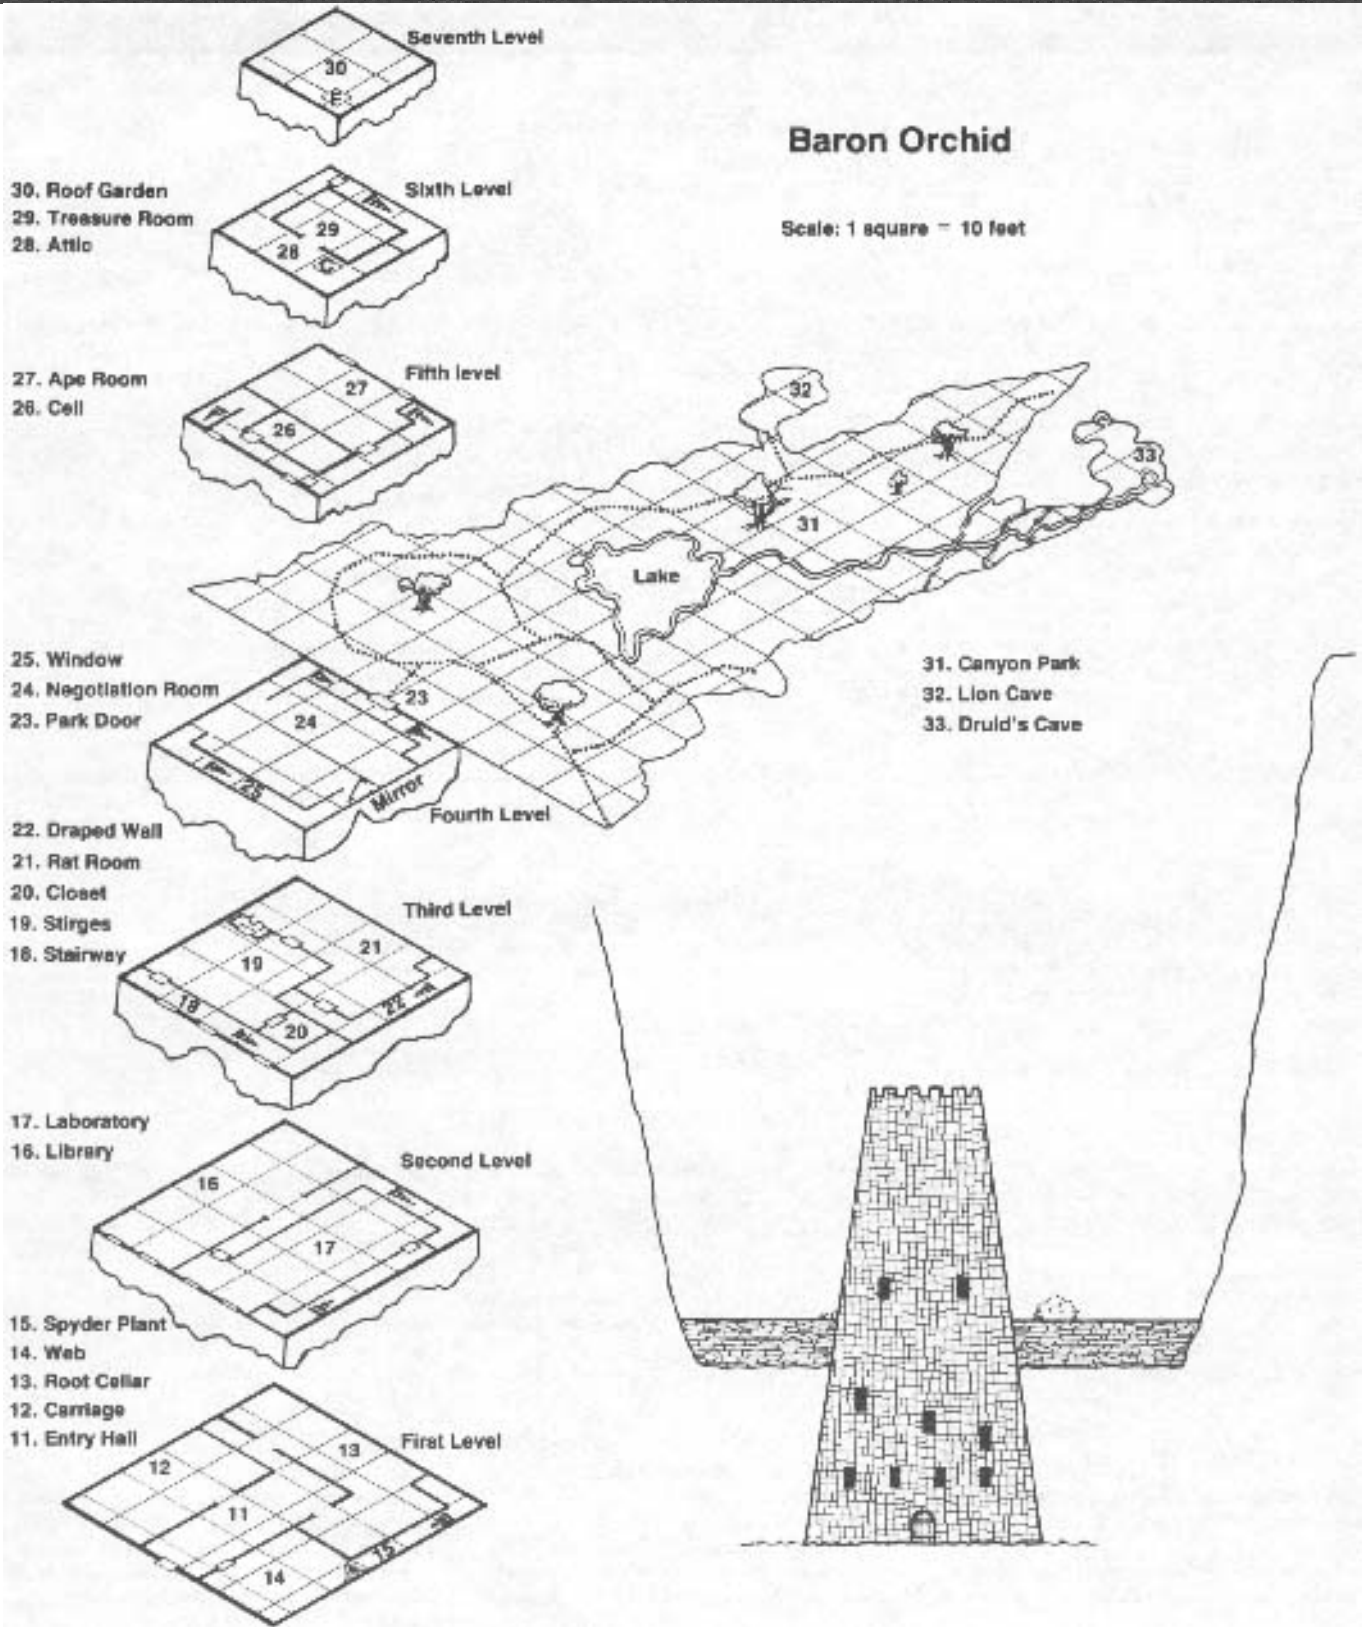 Seventh Level
30
E
Baron Orchid
Scale: 1 square = 10 feet
30. Roof Garden
29. Treasure Room
28. Attic
Sixth Level
29
28
G
27. Ape Room
26. Cell
Fifth level
27
26
32
33
31
Lake
25. Window
24. Negotiation Room
23. Park Door
23
24
25
Mirror
Fourth Level
31. Canyon Park
32. Lion Cave
33. Druid's Cave
22. Draped Wall
21. Rat Room
20. Closet
19. Stirges
18. Stairway
Third Level
21
19
18
22
20
17. Laboratory
16. Library
Second Level
16
17
15. Spyder Plant
14. Web
13. Root Cellar
12. Carriage
11. Entry Hall
First Level
13
12
11
15
14